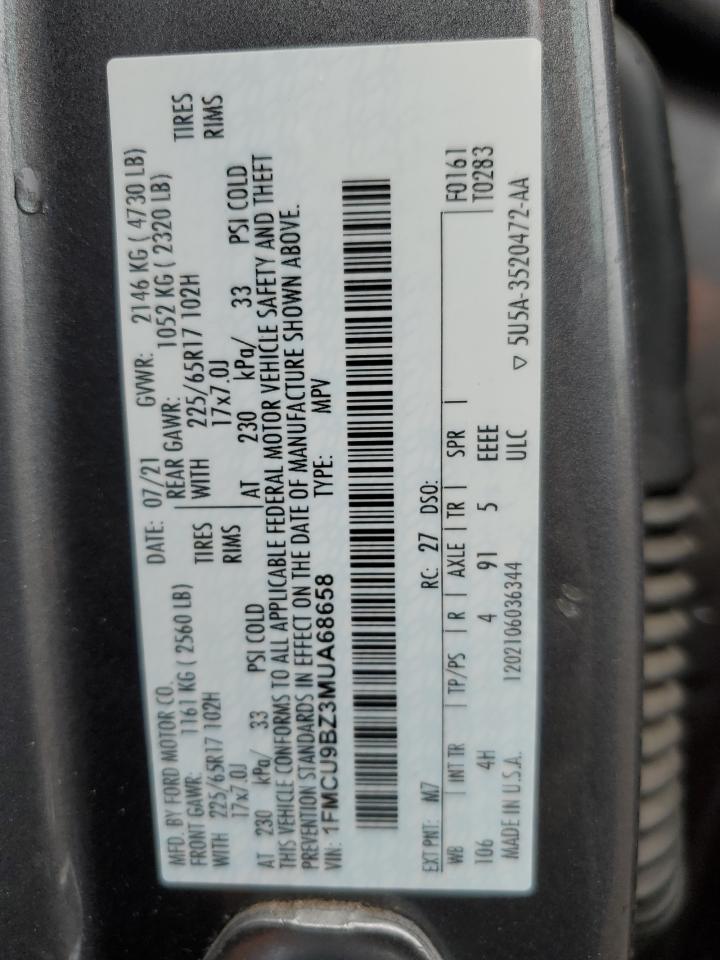 MFD. BY FORD MOTOR CO. DATE: 07/21 GVWR: 2146 KG ( 4730 LB)
FRONT GAWR: 1161 KG ( 2560 LB) REAR GAWR: 1052 KG ( 2320 LB)
WITH 225/65R17 102H TIRES WITH 225/65R17 102H TIRES
17x7.0J RIMS 17x7.0J RIMS
AT 230 kPa/ 33 PSI COLD AT 230 kPa/ 33 PSI COLD
THIS VEHICLE CONFORMS TO ALL APPLICABLE FEDERAL MOTOR VEHICLE SAFETY AND THEFT
PREVENTION STANDARDS IN EFFECT ON THE DATE OF MANUFACTURE SHOWN ABOVE.
VIN: 1FMCU9BZ3MUA68658 TYPE: MPV
EXT PNT: M7 RC: 27 DSO: F0161
WB INT TR TP/PS R AXLE TR SPR T0283
106 4H 4 91 5 EEEE
MADE IN U.S.A. 1202106036344 ULC ▽ 5U5A-3520472-AA